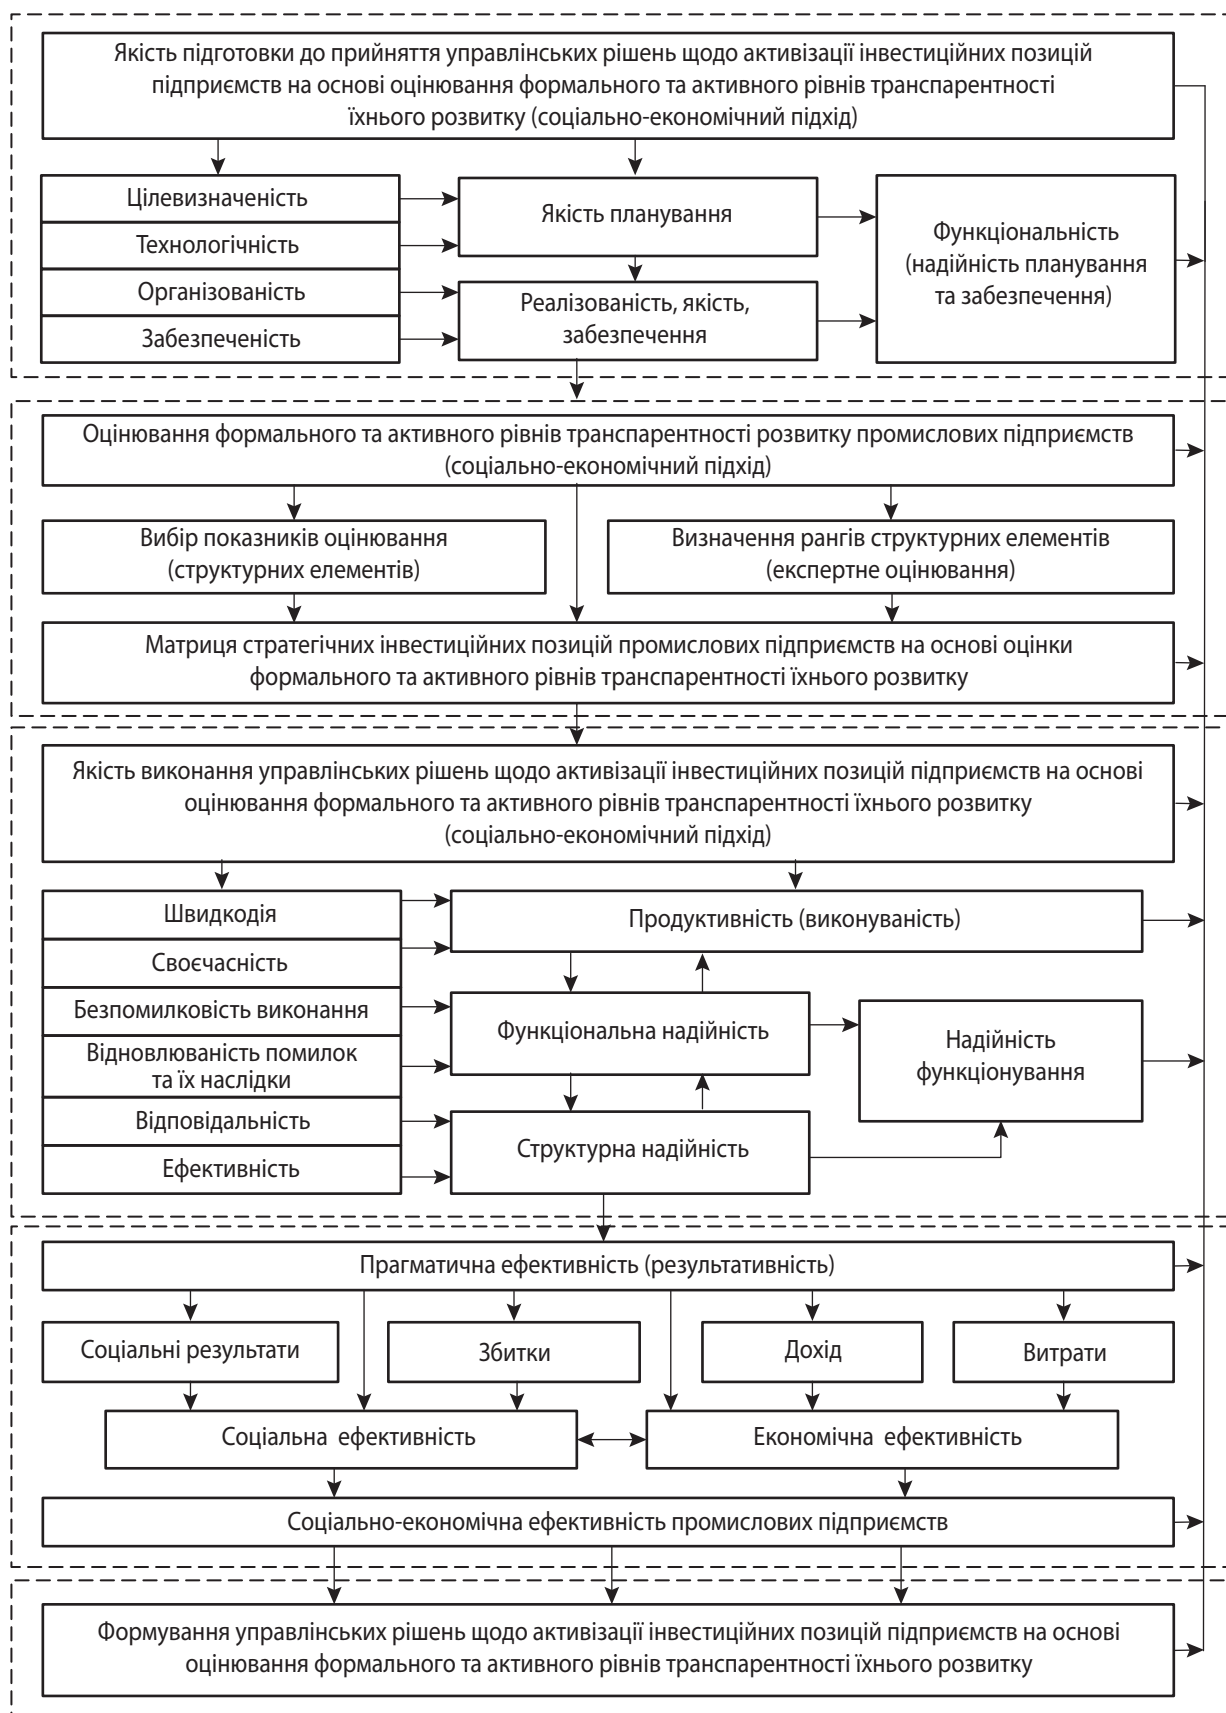 Якість підготовки до прийняття управлінських рішень щодо активізації інвестиційних позицій
підприємств на основі оцінювання формального та активного рівнів транспарентності
їхнього розвитку (соціально-економічний підхід)
Цілевизначеність
Технологічність
Організованість
Забезпеченість
Якість планування
Реалізованість, якість,
забезпечення
Функціональність
(надійність планування
та забезпечення)
Оцінювання формального та активного рівнів транспарентності розвитку промислових підприємств
(соціально-економічний підхід)
Вибір показників оцінювання
(структурних елементів)
Визначення рангів структурних елементів
(експертне оцінювання)
Матриця стратегічних інвестиційних позицій промислових підприємств на основі оцінки
формального та активного рівнів транспарентності їхнього розвитку
Якість виконання управлінських рішень щодо активізації інвестиційних позицій підприємств на основі
оцінювання формального та активного рівнів транспарентності їхнього розвитку
(соціально-економічний підхід)
Швидкодія
Своєчасність
Безпомилковість виконання
Відновлюваність помилок
та їх наслідки
Відповідальність
Ефективність
Продуктивність (виконуваність)
Функціональна надійність
Структурна надійність
Надійність
функціонування
Прагматична ефективність (результативність)
Соціальні результати
Збитки
Дохід
Витрати
Соціальна ефективність
Економічна ефективність
Соціально-економічна ефективність промислових підприємств
Формування управлінських рішень щодо активізації інвестиційних позицій підприємств на основі
оцінювання формального та активного рівнів транспарентності їхнього розвитку